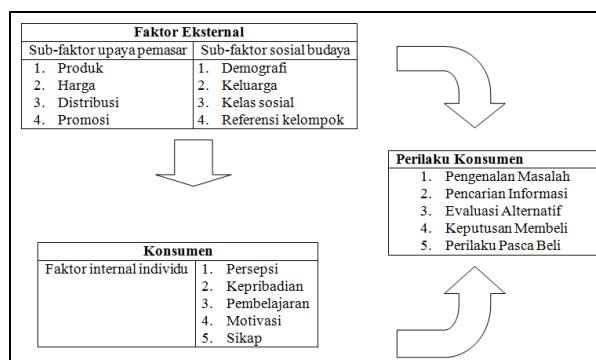 Faktor Eksternal
Sub-faktor upaya pemasar
1. Produk
2. Harga
3. Distribusi
4. Promosi
Sub-faktor sosial budaya
1. Demografi
2. Keluarga
3. Kelas sosial
4. Referensi kelompok
Perilaku Konsumen
1. Pengenalan Masalah
2. Pencarian Informasi
3. Evaluasi Alternatif
4. Keputusan Membeli
5. Perilaku Pasca Beli
Konsumen
Faktor internal individu
1. Persepsi
2. Kepribadian
3. Pembelajaran
4. Motivasi
5. Sikap